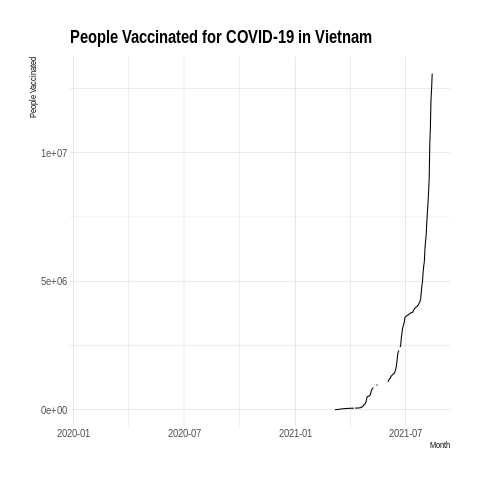 People Vaccinated for COVID-19 in Vietnam
People Vaccinated
1e+07
5e+06
0e+00
2020-01
2020-07
2021-01
2021-07
Month